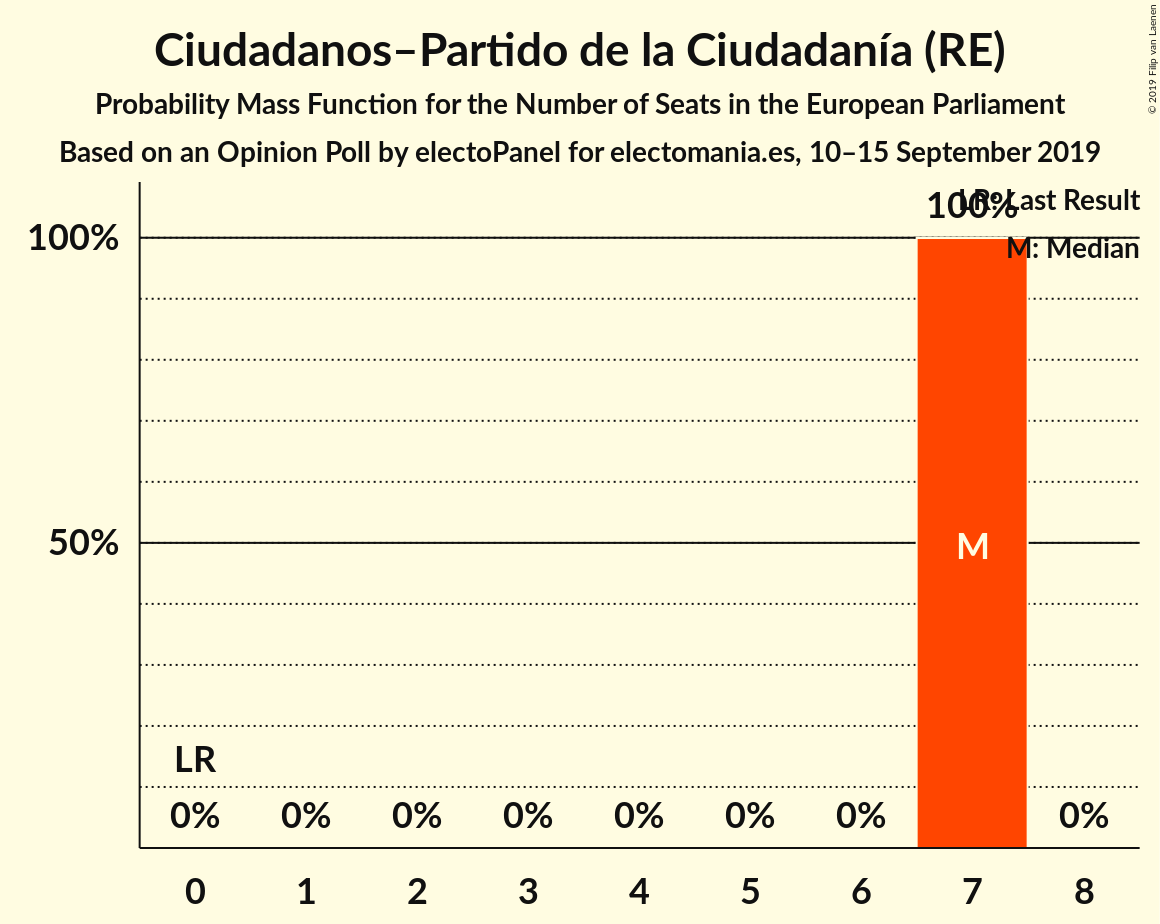 Ciudadanos–Partido de la Ciudadanía (RE)
Probability Mass Function for the Number of Seats in the European Parliament
Based on an Opinion Poll by electoPanel for electomania.es, 10–15 September 2019
© 2019 Filip van Laenen
LR: Last Result
M: Median
100%
100%
50%
M
LR
0% 0% 0% 0% 0% 0% 0% 0%
0 1 2 3 4 5 6 7 8